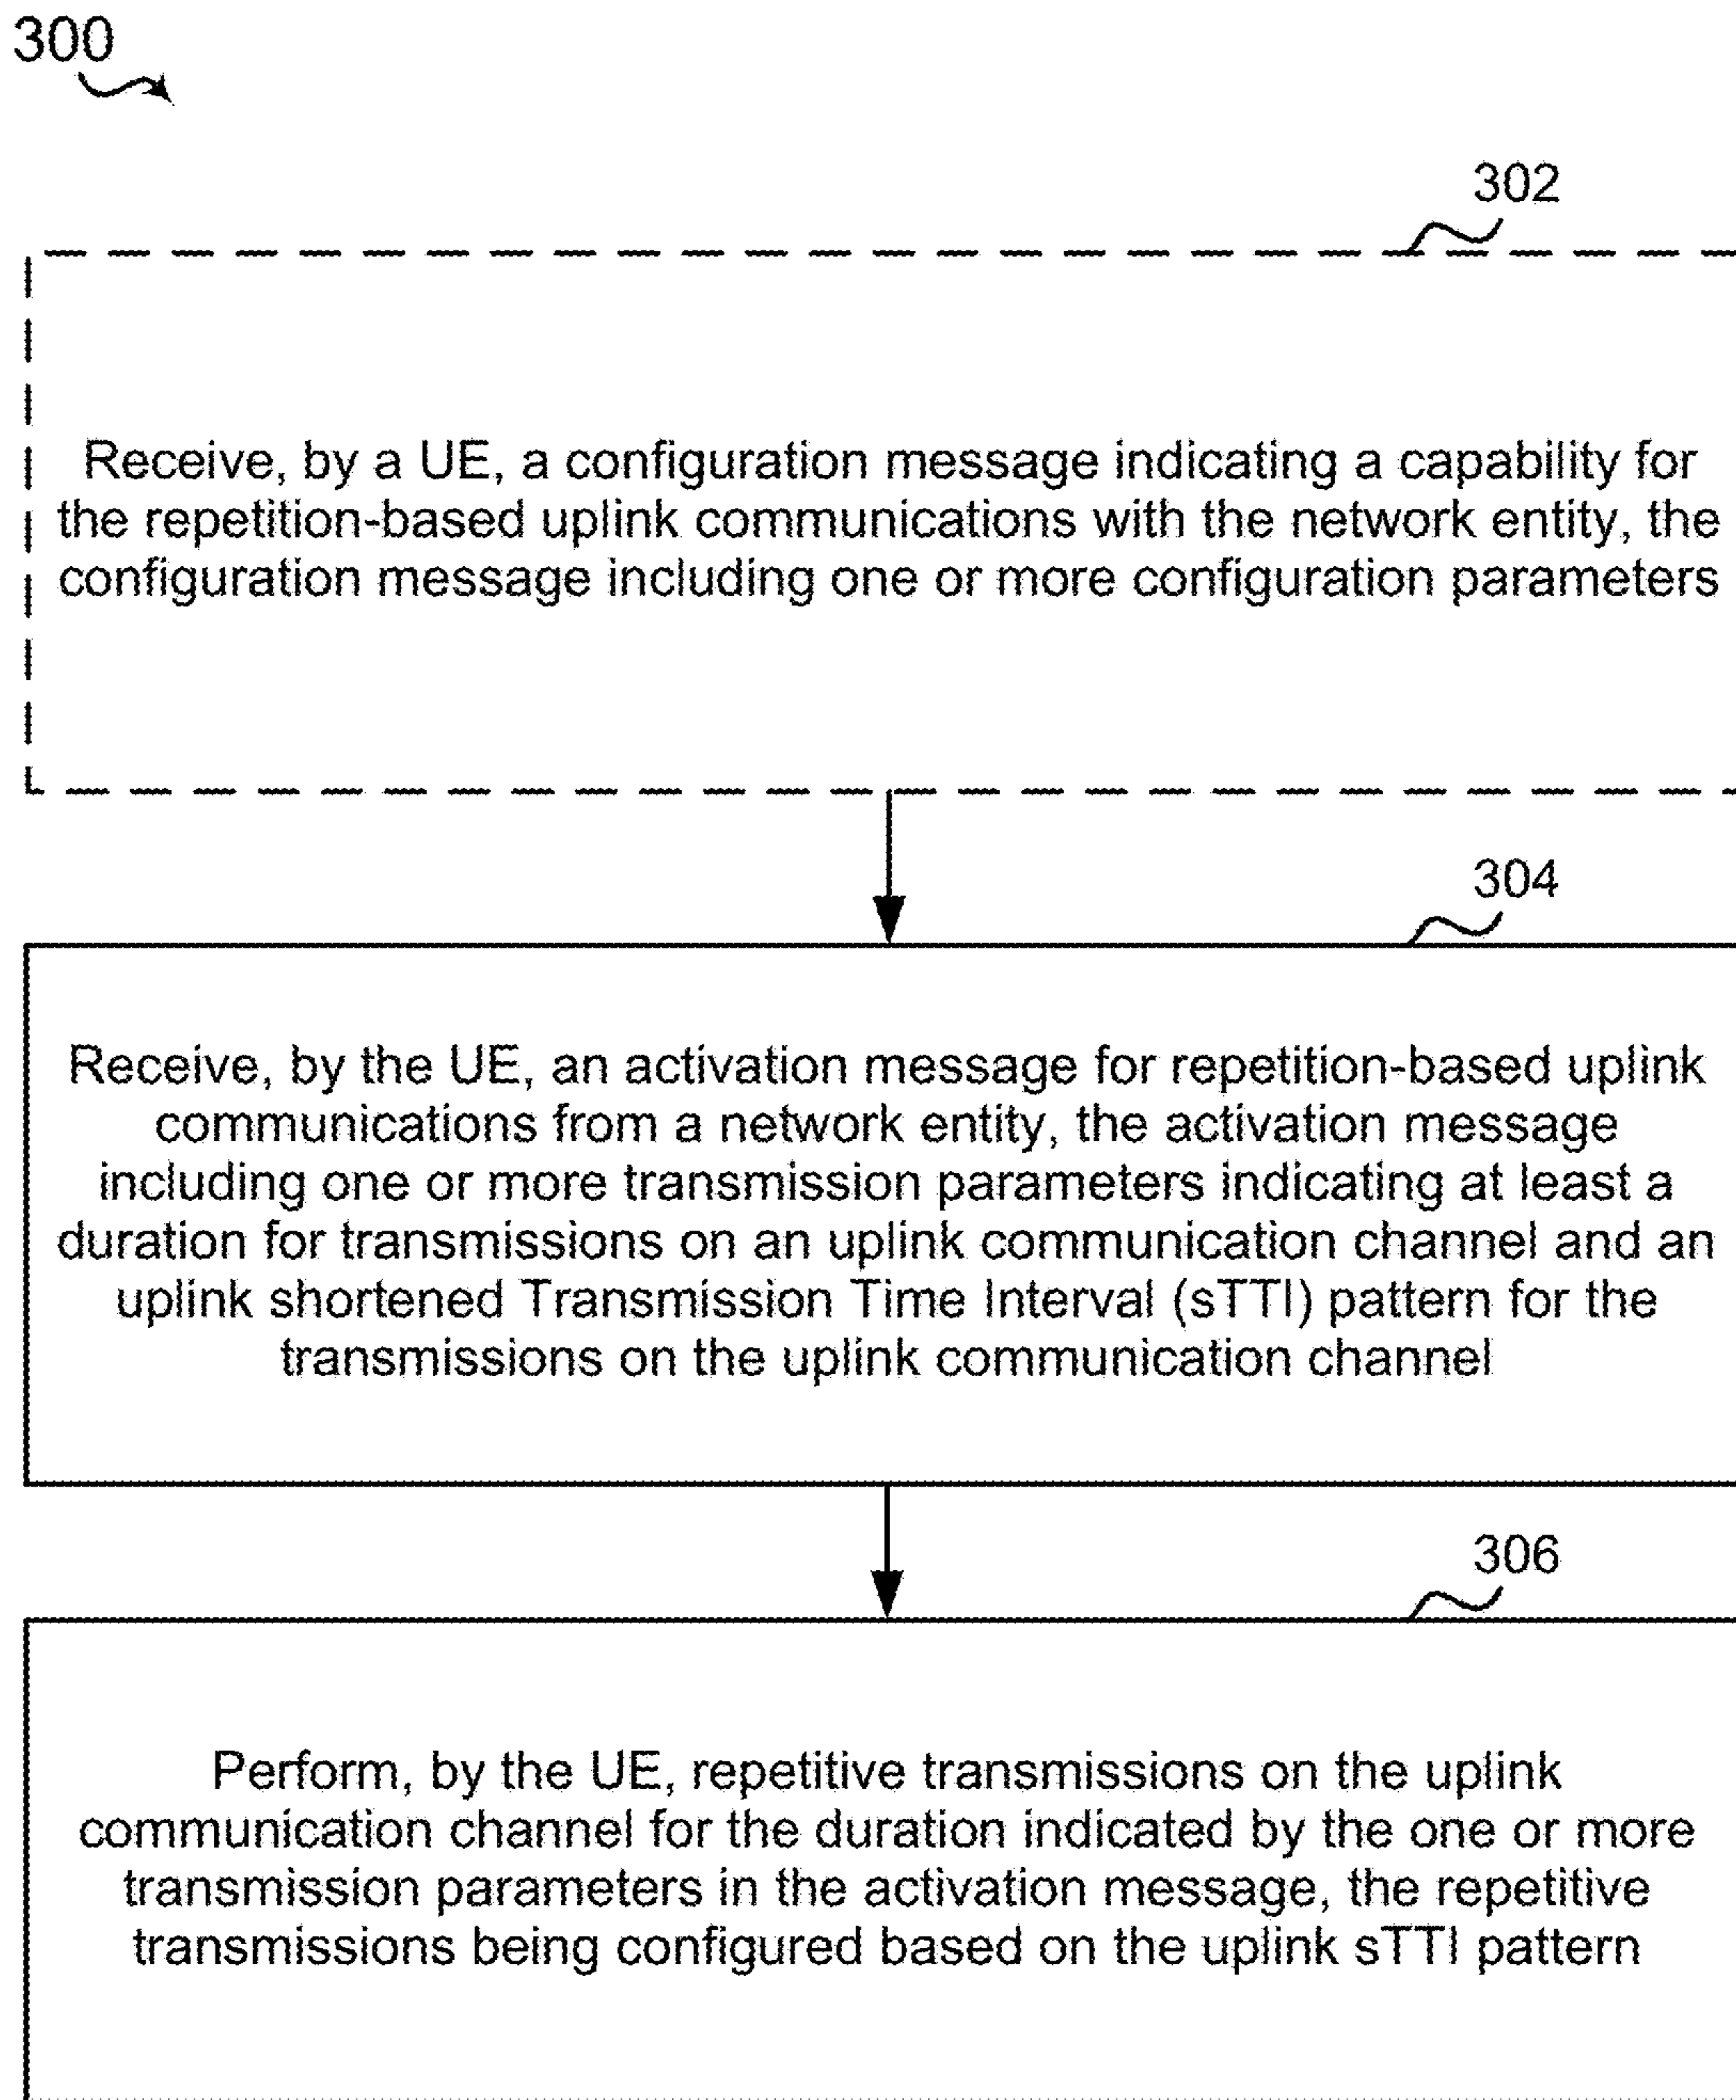 300
302
Receive, by a UE, a configuration message indicating a capability for
the repetition-based uplink communications with the network entity, the
configuration message including one or more configuration parameters
304
Receive, by the UE, an activation message for repetition-based uplink
communications from a network entity, the activation message
including one or more transmission parameters indicating at least a
duration for transmissions on an uplink communication channel and an
uplink shortened Transmission Time Interval (sTTI) pattern for the
transmissions on the uplink communication channel
306
Perform, by the UE, repetitive transmissions on the uplink
communication channel for the duration indicated by the one or more
transmission parameters in the activation message, the repetitive
transmissions being configured based on the uplink sTTI pattern